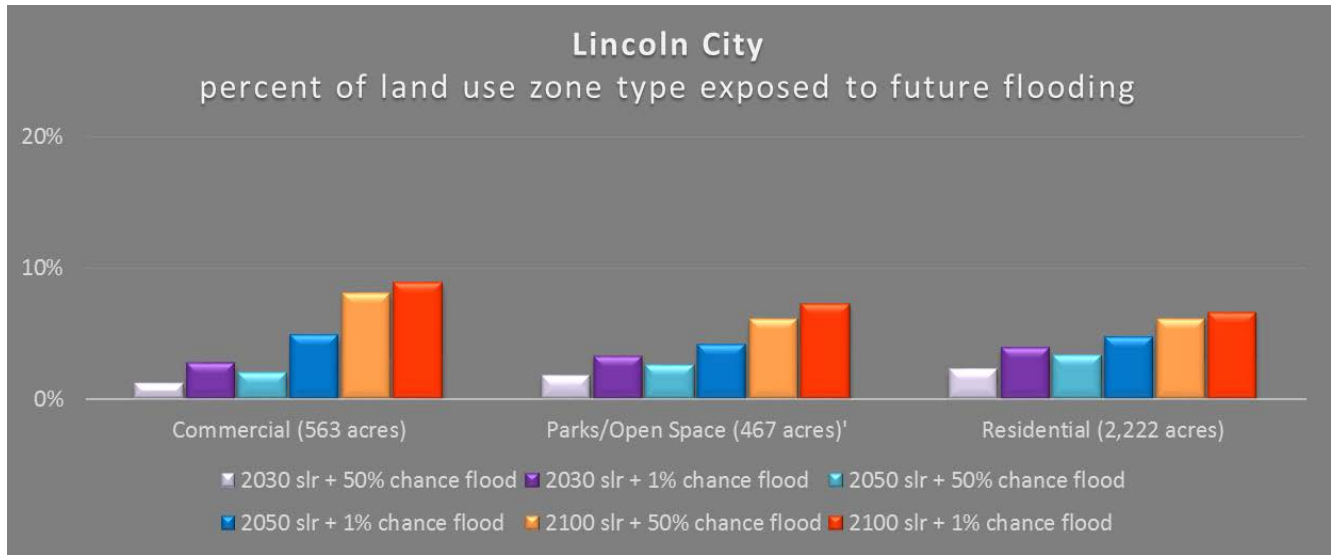 Lincoln City
percent of land use zone type exposed to future flooding
20%
10%
0%
Commercial (563 acres)
Parks/Open Space (467 acres)'
Residential (2,222 acres)
2030 slr + 50% chance flood
2030 slr + 1% chance flood
2050 slr + 50% chance flood
2050 slr + 1% chance flood
2100 slr + 50% chance flood
2100 slr + 1% chance flood